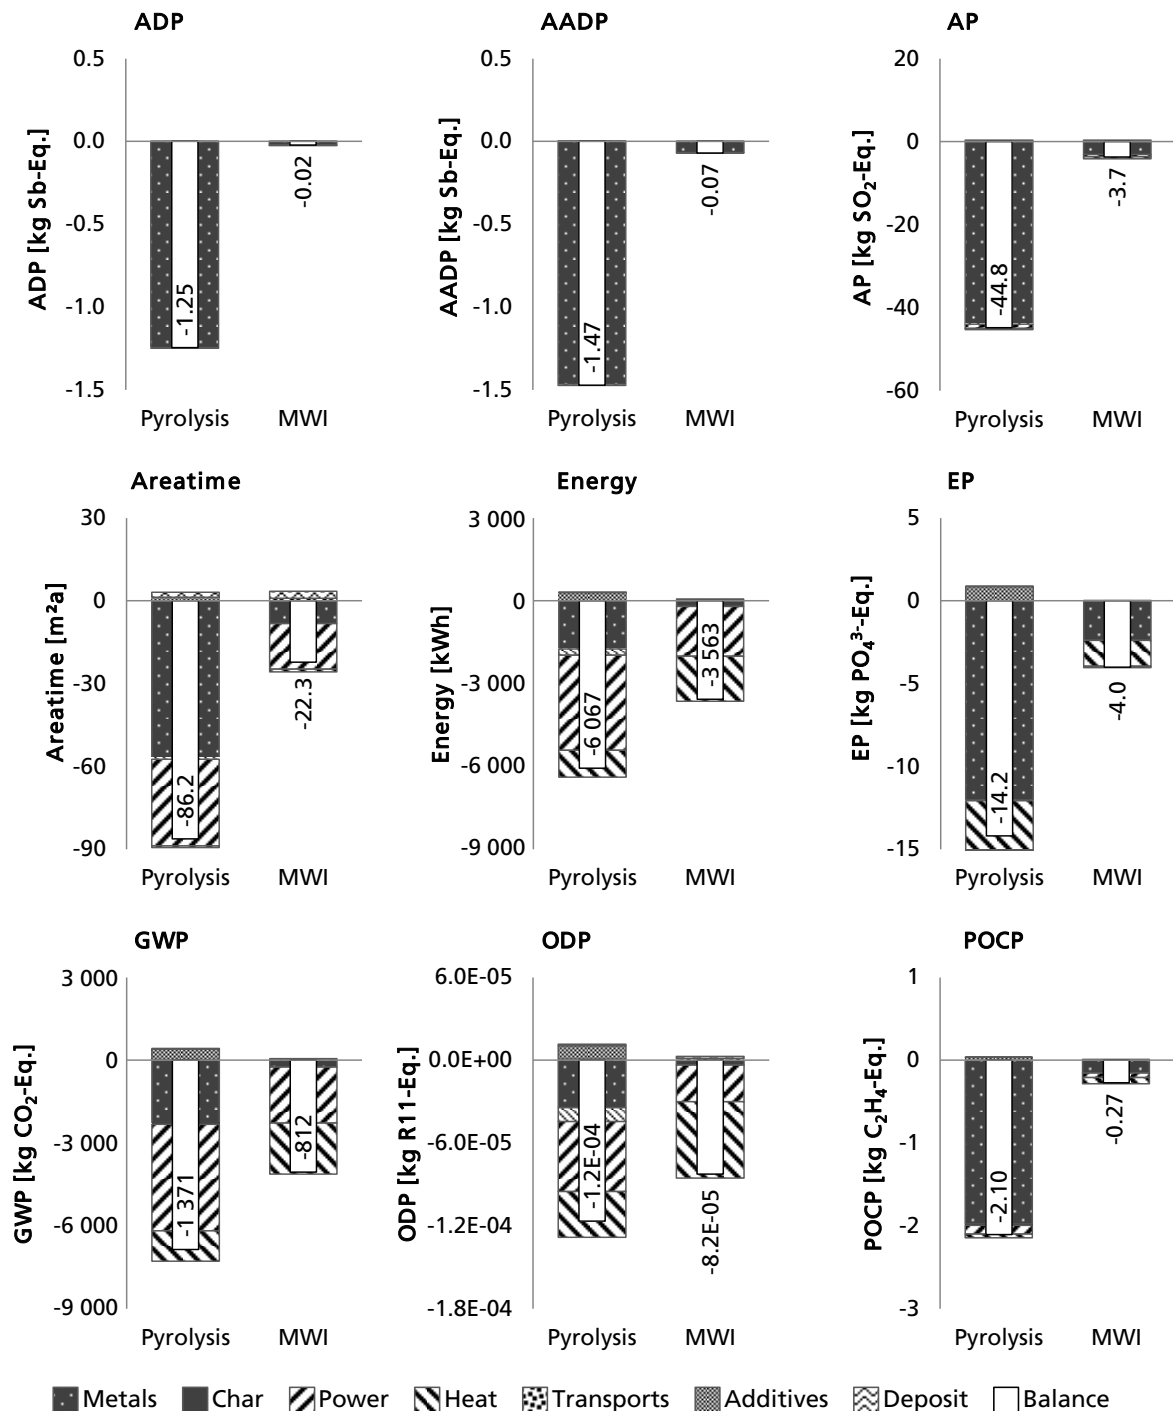 ADP
AADP
AP
ADP [kg Sb-Eq.]
0.5
0.0
-0.5
-1.0
-1.5
-1.25
-0.02
Pyrolysis MWI
AADP [kg Sb-Eq.]
0.5
0.0
-0.5
-1.0
-1.5
-1.47
-0.07
Pyrolysis MWI
AP [kg SO₂-Eq.]
20
0
-20
-40
-60
-44.8
-3.7
Pyrolysis MWI
Areatime
Energy
EP
Areatime [m²a]
30
0
-30
-60
-90
-86.2
-22.3
Pyrolysis MWI
Energy [kWh]
3 000
0
-3 000
-6 000
-9 000
-6 067
-3 563
Pyrolysis MWI
EP [kg PO₄³-Eq.]
5
0
-5
-10
-15
-14.2
-4.0
Pyrolysis MWI
GWP
ODP
POCP
GWP [kg CO₂-Eq.]
3 000
0
-3 000
-6 000
-9 000
-1 371
-812
Pyrolysis MWI
ODP [kg R11-Eq.]
6.0E-05
0.0E+00
-6.0E-05
-1.2E-04
-1.8E-04
-1.2E-04
-8.2E-05
Pyrolysis MWI
POCP [kg C₂H₄-Eq.]
1
0
-1
-2
-3
-2.10
-0.27
Pyrolysis MWI
Metals Char Power Heat Transports Additives Deposit Balance